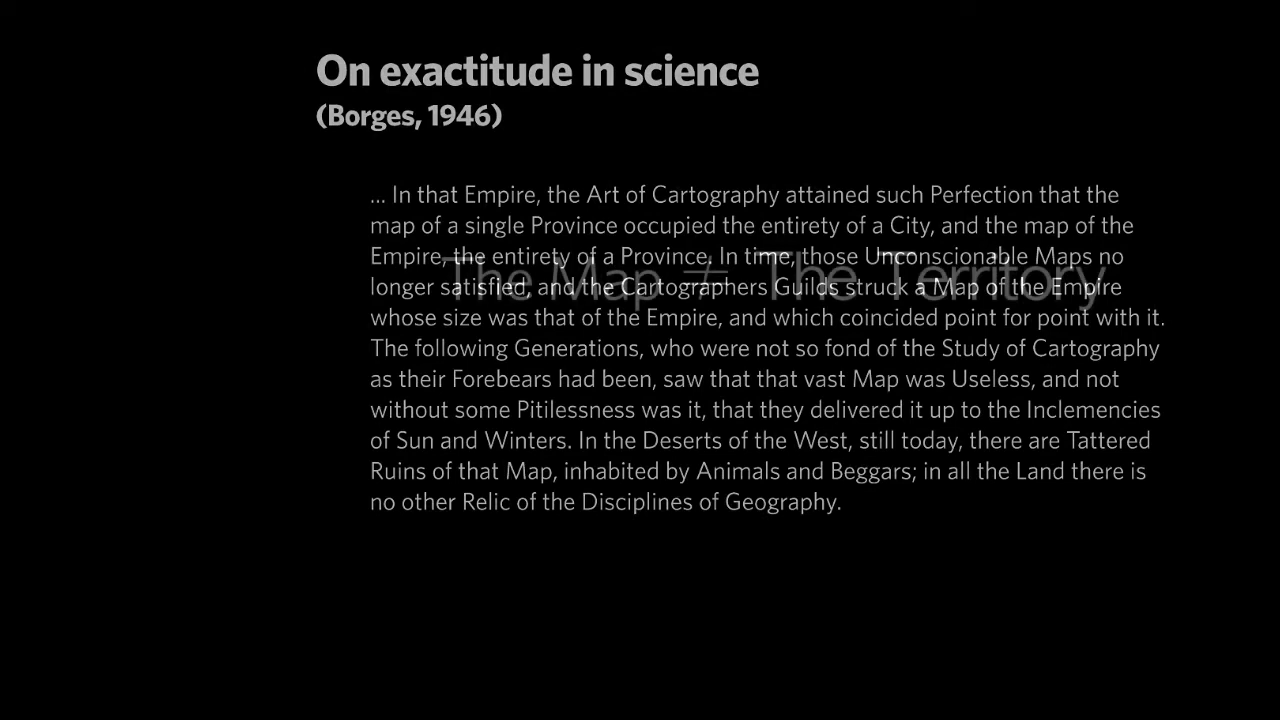 On exactitude in science
(Borges, 1946)
... In that Empire, the Art of Cartography attained such Perfection that the
map of a single Province occupied the entirety of a City, and the map of the
Empire, the entirety of a Province. In time, those Unconscionable Maps no
The Map ≠ The Territory
longer satisfied, and the Cartographers Guilds struck a Map of the Empire
whose size was that of the Empire, and which coincided point for point with it.
The following Generations, who were not so fond of the Study of Cartography
as their Forebears had been, saw that that vast Map was Useless, and not
without some Pitilessness was it, that they delivered it up to the Inclemencies
of Sun and Winters. In the Deserts of the West, still today, there are Tattered
Ruins of that Map, inhabited by Animals and Beggars; in all the Land there is
no other Relic of the Disciplines of Geography.